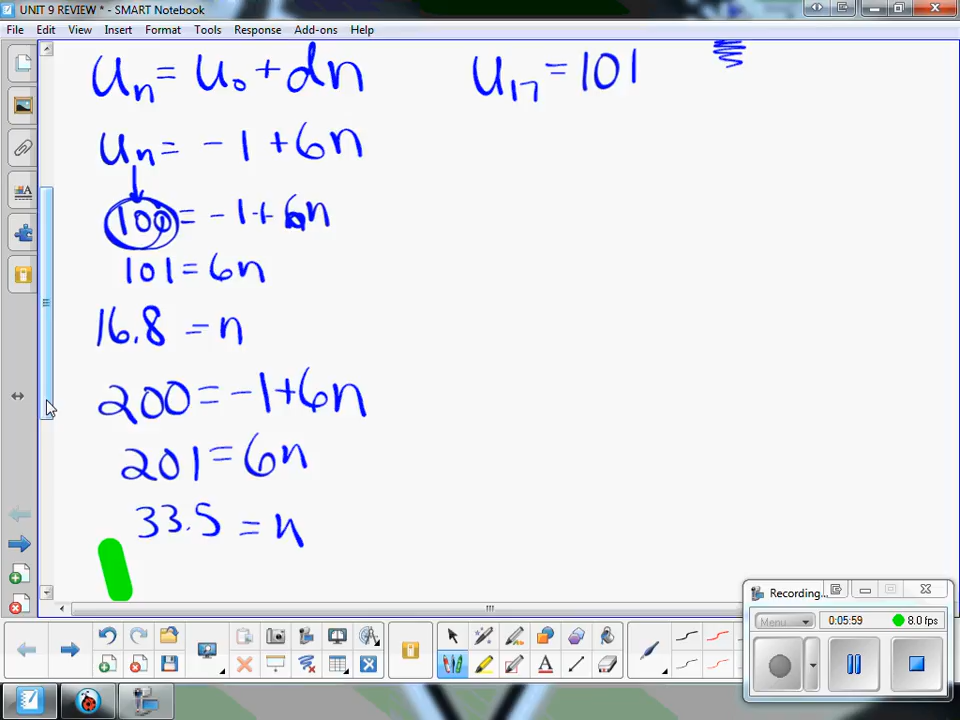 UNIT 9 REVIEW * - SMART Notebook
File Edit View Insert Format Tools Response Add-ons Help
Uₙ = U₀ + dn
U₁₇ = 101
Uₙ = -1 + 6n
100 = -1 + 6n
101 = 6n
16.8 = n
200 = -1 + 6n
201 = 6n
33.5 = n
Recording...
Menu
0:05:59
8.0 fps